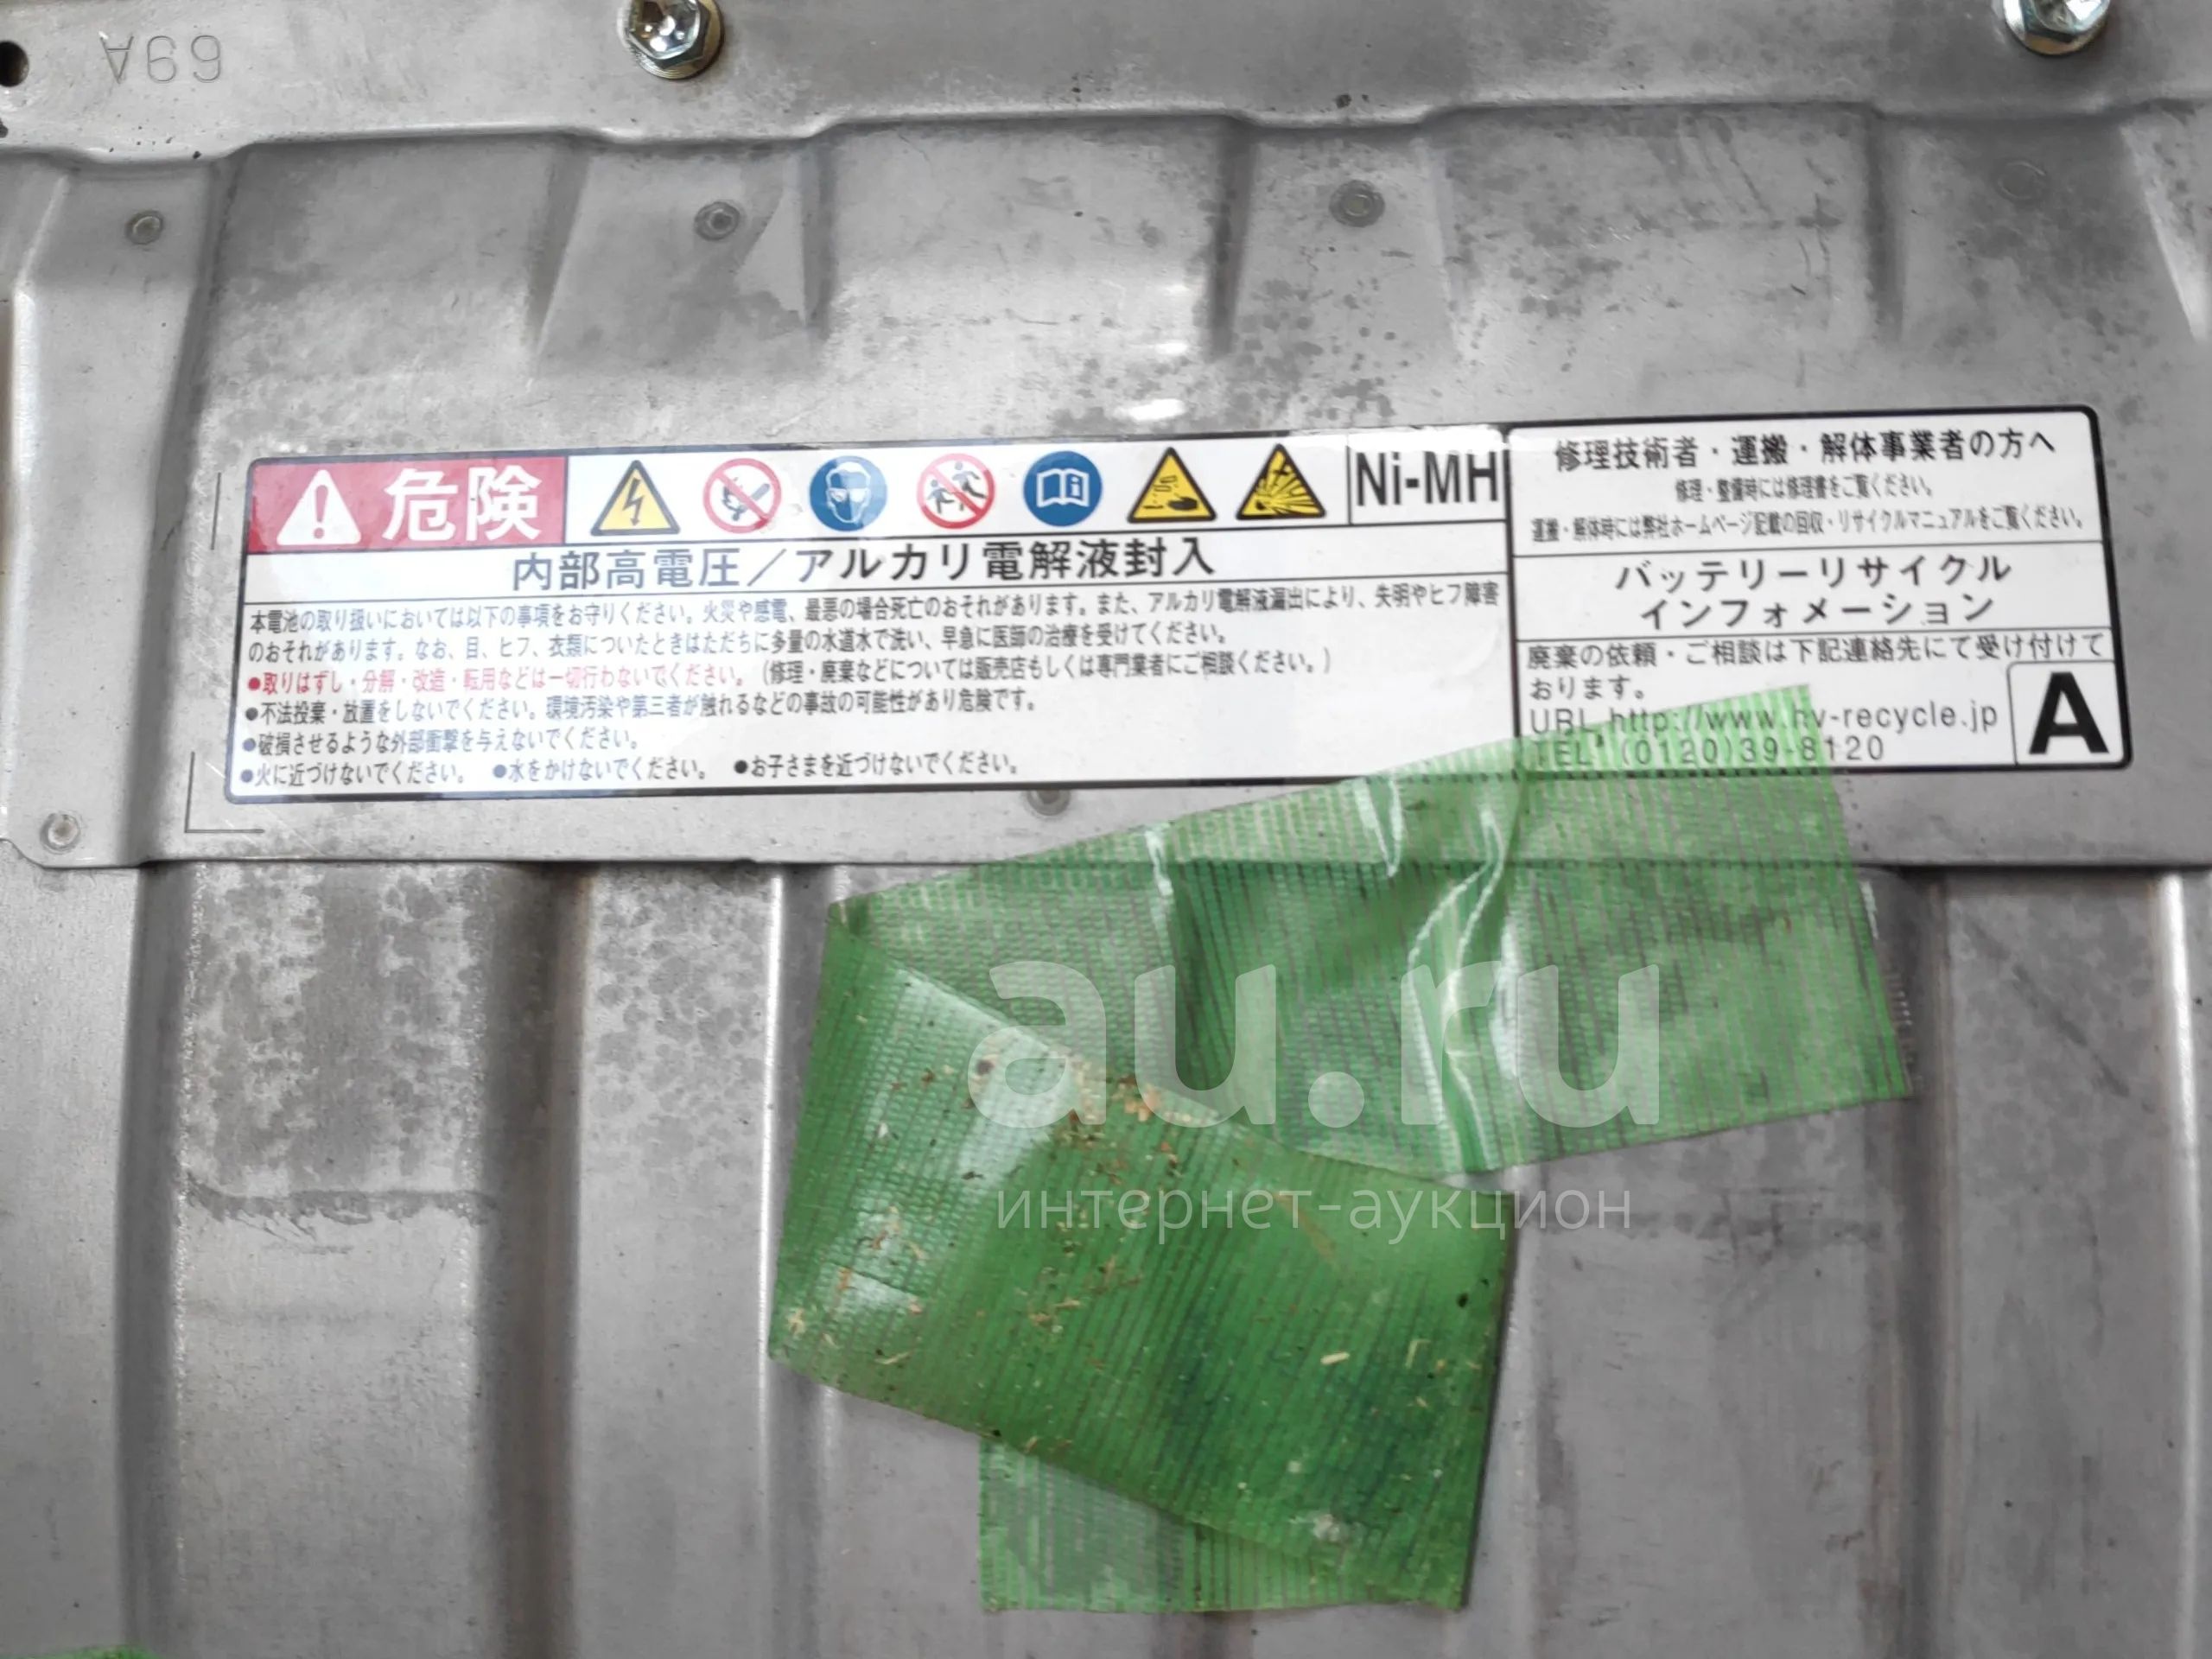 A69
危険
Ni-MH
内部高電圧／アルカリ電解液封入
本電池の取り扱いにおいては以下の事項をお守りください。火災や感電、最悪の場合死亡のおそれがあります。また、アルカリ電解液漏出により、失明やヒフ障害
のおそれがあります。なお、目、ヒフ、衣類についたときはただちに多量の水道水で洗い、早急に医師の治療を受けてください。
●取りはずし・分解・改造・転用などは一切行わないでください。（修理・廃棄などについては販売店もしくは専門業者にご相談ください。）
●不法投棄・放置をしないでください。環境汚染や第三者が触れるなどの事故の可能性があり危険です。
●破損させるような外部衝撃を与えないでください。
●火に近づけないでください。 ●水をかけないでください。 ●お子さまを近づけないでください。
修理技術者・運搬・解体事業者の方へ
修理・整備時には修理書をご覧ください。
運搬・解体時には弊社ホームページ記載の回収・リサイクルマニュアルをご覧ください。
バッテリーリサイクル
インフォメーション
廃棄の依頼・ご相談は下記連絡先にて受け付けて
おります。
URL http://www.hv-recycle.jp
TEL (0120)39-8120
A
au.ru
интернет-аукцион